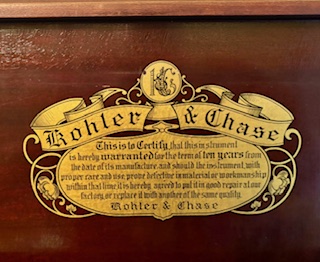 KC
Kohler & Chase
This is to Certify that this instrument
is hereby warranted for the term of ten years from
the date of its manufacture, and should the instrument, with
proper care and use prove defective in material or workmanship
within that time it is hereby agreed to put it in good repair at our
factory, or replace it with another of the same quality.
Kohler & Chase